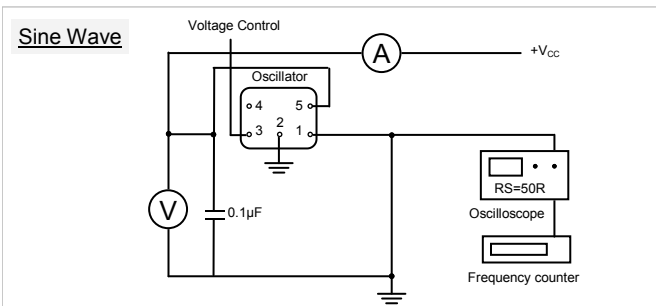 Sine Wave
Voltage Control
A
+VCC
Oscillator
4 5
2
3 1
V
0.1µF
RS=50R
Oscilloscope
Frequency counter